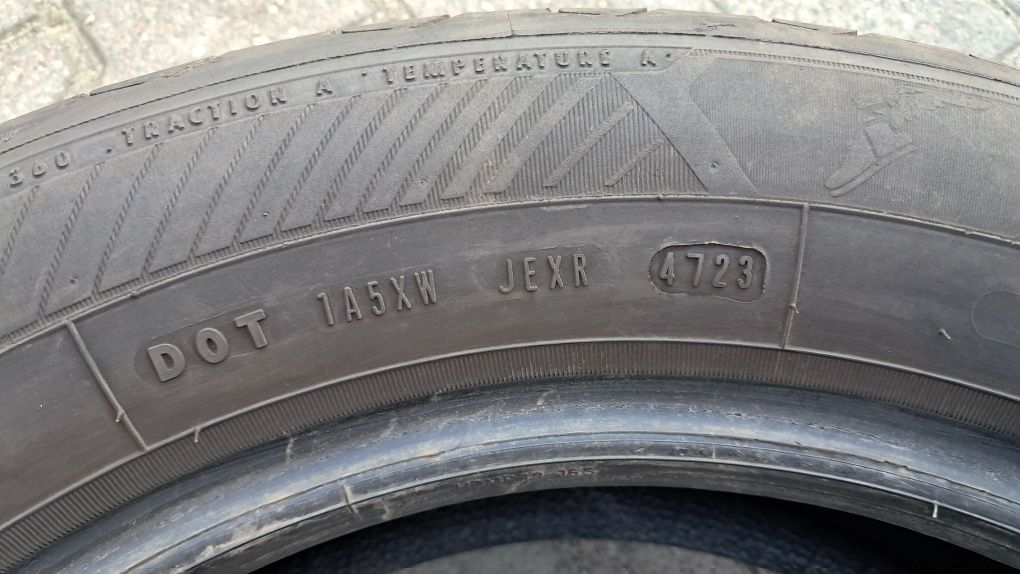 360 · TRACTION A · TEMPERATURE A ·
DOT 1A5XW JEXR 4723